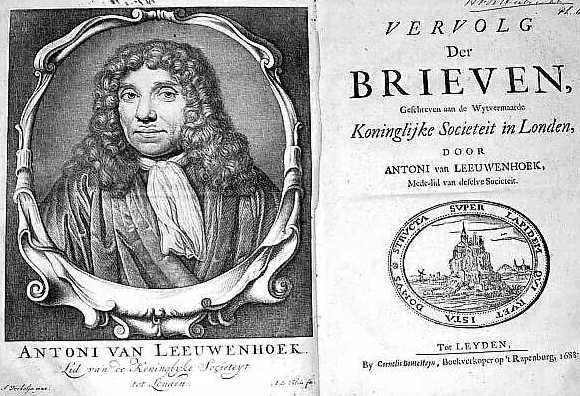 ANTONI VAN LEEUWENHOEK.
Lid van de Koninglyke Societeyt
tot Londen.
VERVOLG
Der
BRIEVEN,
Geſchreven aan de Wytvermaarde
Koninglijke Societeit in Londen,
DOOR
ANTONI van LEEUWENHOEK,
Mede-lid van deſelve Societeit.
DOMVS STRVCTA SVPER LAPIDEM RVET ISTA
Tot LEYDEN,
By Cornelis Boutesteyn, Boekverkoper op 't Rapenburg, 1688.